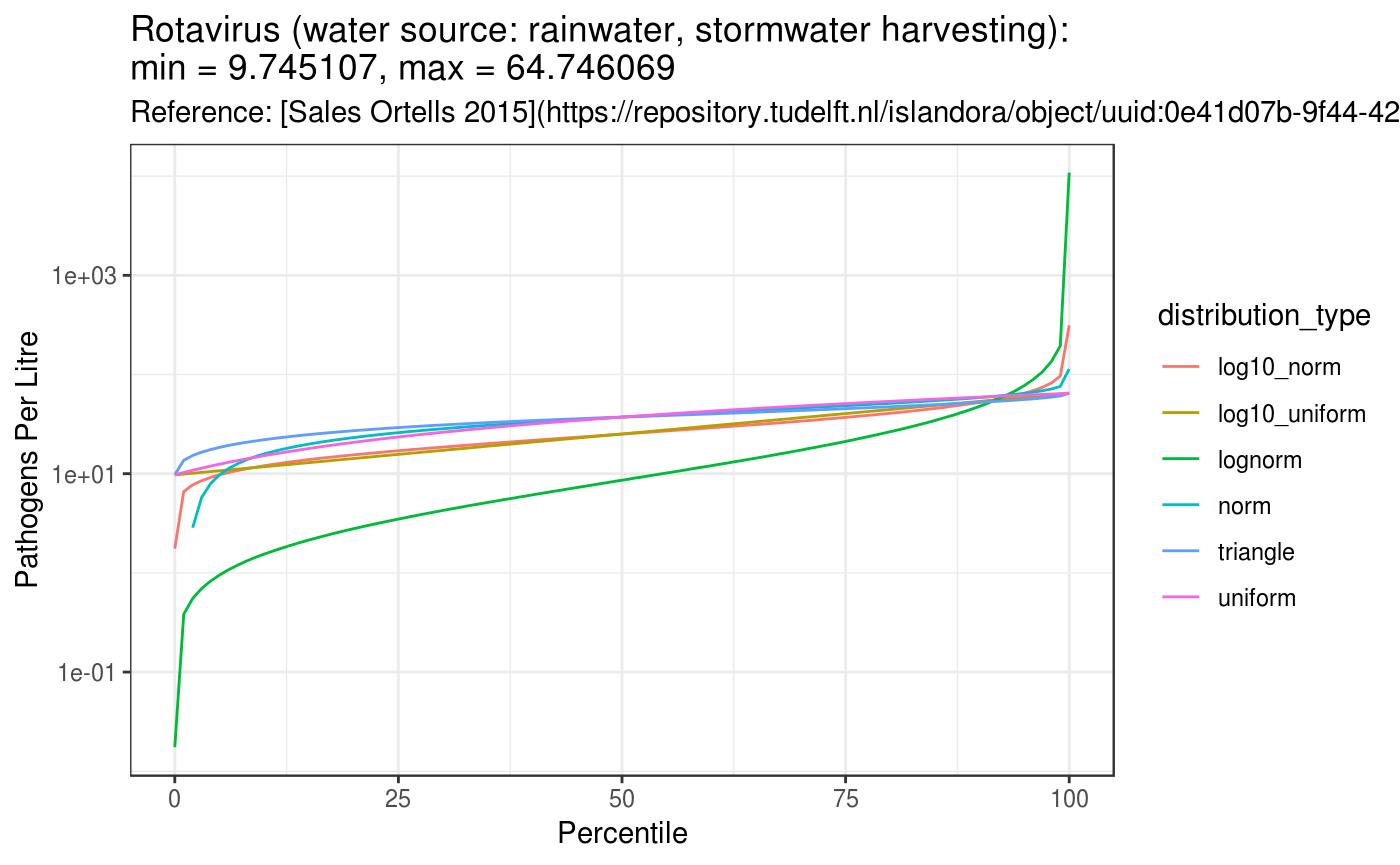 Rotavirus (water source: rainwater, stormwater harvesting):
min = 9.745107, max = 64.746069
Reference: [Sales Ortells 2015](https://repository.tudelft.nl/islandora/object/uuid:0e41d07b-9f44-42
Pathogens Per Litre
1e+03
1e+01
1e-01
0 25 50 75 100
Percentile
distribution_type
log10_norm
log10_uniform
lognorm
norm
triangle
uniform